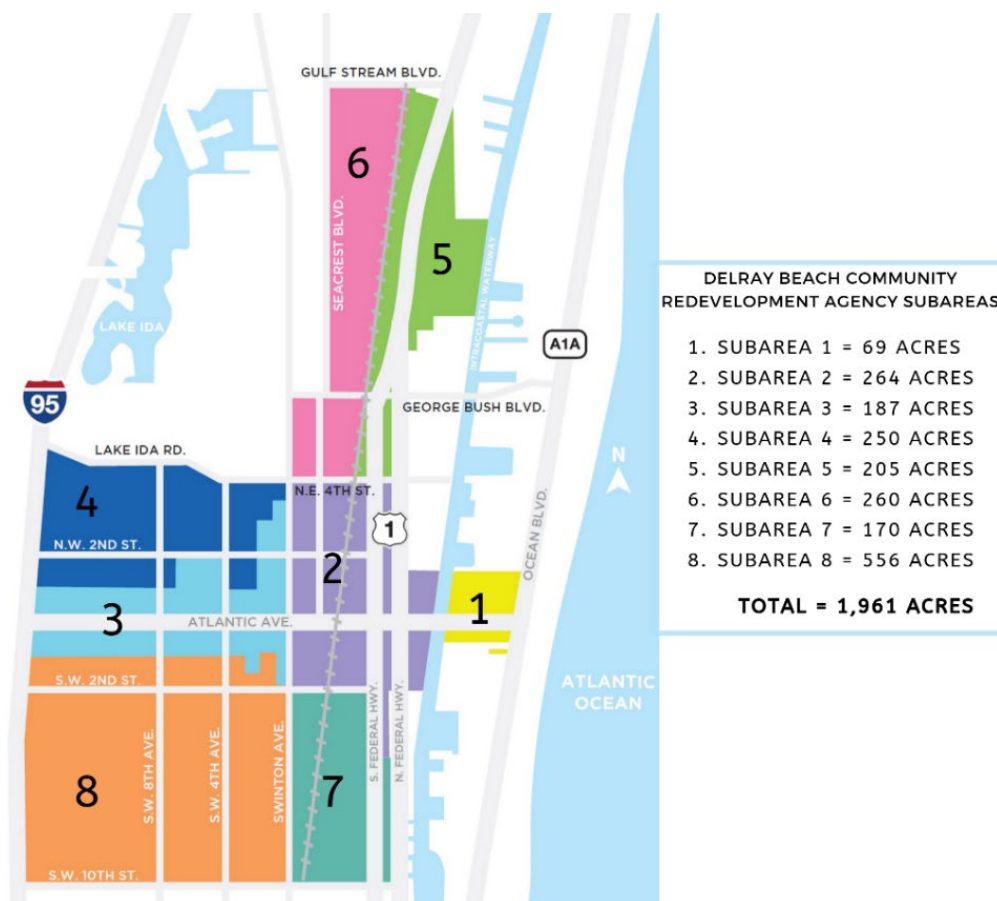 GULF STREAM BLVD.
6
SEACREST BLVD.
5
INTRACOASTAL WATERWAY
LAKE IDA
A1A
95
GEORGE BUSH BLVD.
LAKE IDA RD.
N
N.E. 4TH ST.
4
1
OCEAN BLVD.
N.W. 2ND ST.
2
3
1
ATLANTIC AVE.
S.W. 2ND ST.
ATLANTIC
OCEAN
S.W. 8TH AVE.
S.W. 4TH AVE.
SWINTON AVE.
S. FEDERAL HWY.
N. FEDERAL HWY.
8
7
S.W. 10TH ST.
DELRAY BEACH COMMUNITY
REDEVELOPMENT AGENCY SUBAREAS
1. SUBAREA 1 = 69 ACRES
2. SUBAREA 2 = 264 ACRES
3. SUBAREA 3 = 187 ACRES
4. SUBAREA 4 = 250 ACRES
5. SUBAREA 5 = 205 ACRES
6. SUBAREA 6 = 260 ACRES
7. SUBAREA 7 = 170 ACRES
8. SUBAREA 8 = 556 ACRES
TOTAL = 1,961 ACRES